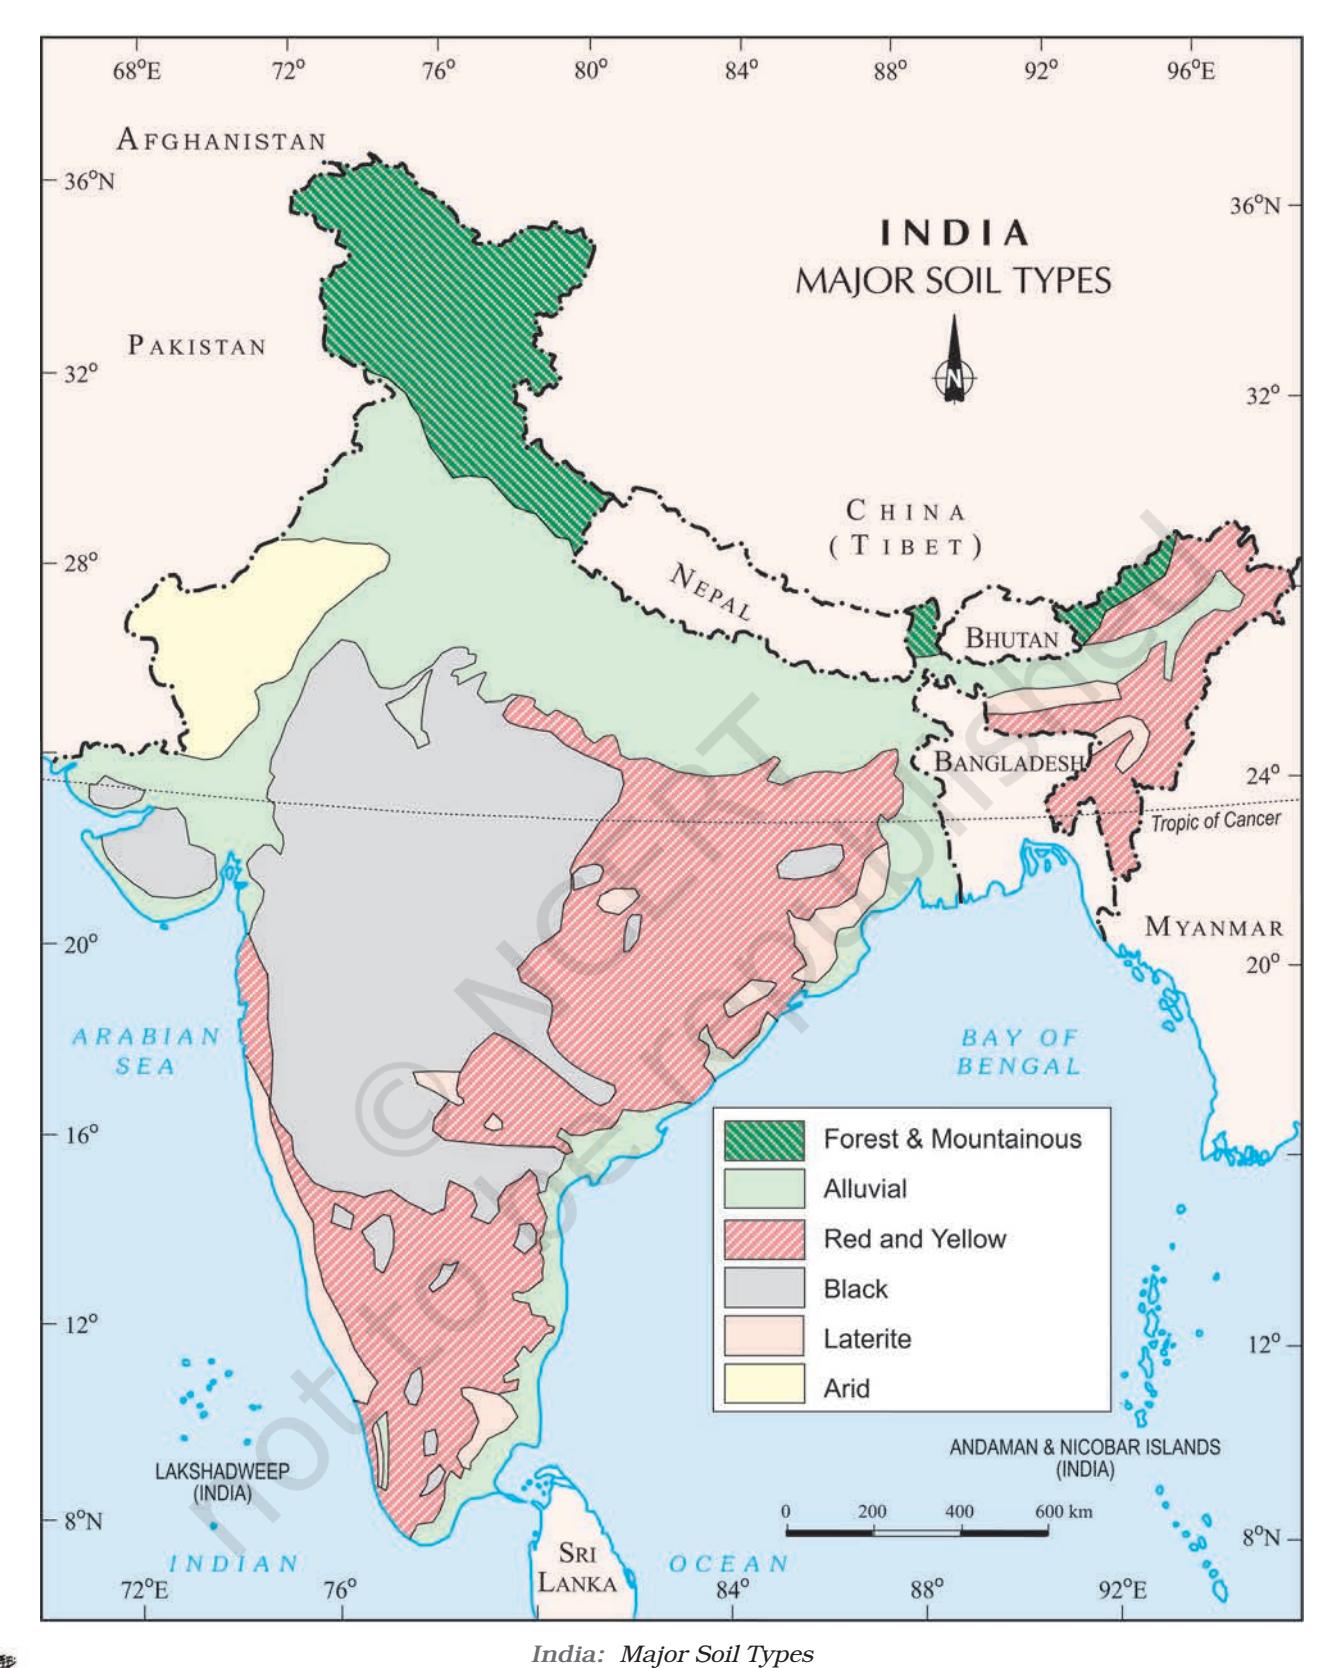 68°E 72° 76° 80° 84° 88° 92° 96°E
AFGHANISTAN
36°N
36°N
INDIA
MAJOR SOIL TYPES
PAKISTAN
N
32°
32°
CHINA
(TIBET)
28°
NEPAL
BHUTAN
BANGLADESH
24°
Tropic of Cancer
MYANMAR
20°
20°
ARABIAN
SEA
BAY OF
BENGAL
© NCERT
not to be republished
16°
Forest & Mountainous
Alluvial
Red and Yellow
Black
Laterite
Arid
12°
12°
LAKSHADWEEP
(INDIA)
ANDAMAN & NICOBAR ISLANDS
(INDIA)
0 200 400 600 km
8°N
8°N
INDIAN OCEAN
SRI
LANKA
72°E 76° 84° 88° 92°E
India: Major Soil Types